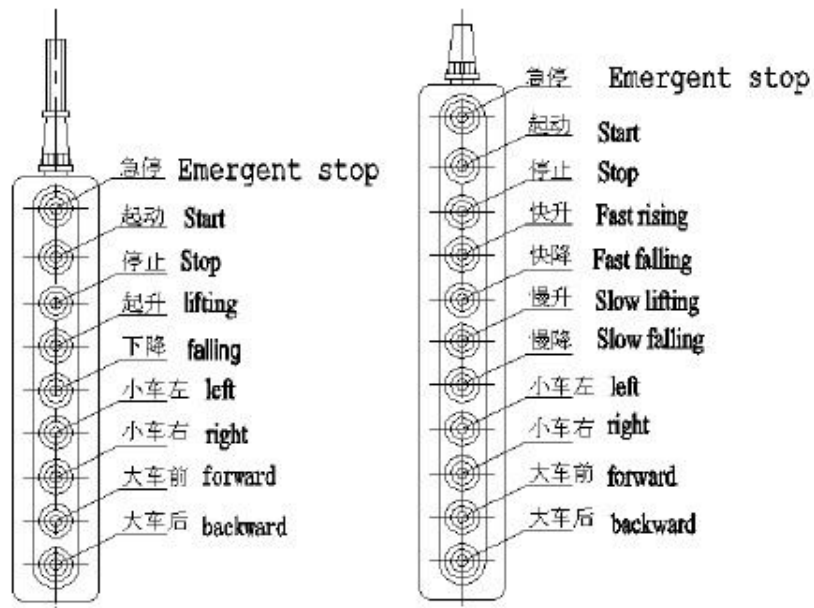 急停 Emergent stop
起动 Start
停止 Stop
起升 lifting
下降 falling
小车左 left
小车右 right
大车前 forward
大车后 backward
急停 Emergent stop
起动 Start
停止 Stop
快升 Fast rising
快降 Fast falling
慢升 Slow lifting
慢降 Slow falling
小车左 left
小车右 right
大车前 forward
大车后 backward